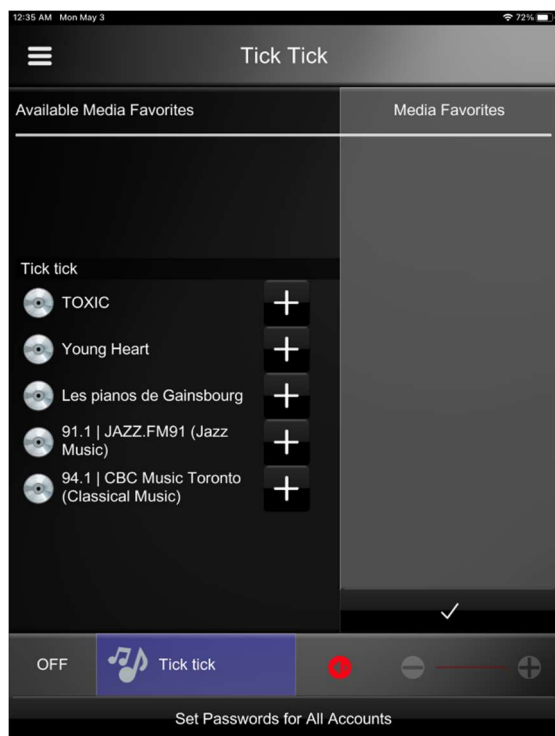 12:35 AM Mon May 3
72%
Tick Tick
Available Media Favorites
Media Favorites
Tick tick
TOXIC
Young Heart
Les pianos de Gainsbourg
91.1 | JAZZ.FM91 (Jazz
Music)
94.1 | CBC Music Toronto
(Classical Music)
OFF
Tick tick
Set Passwords for All Accounts